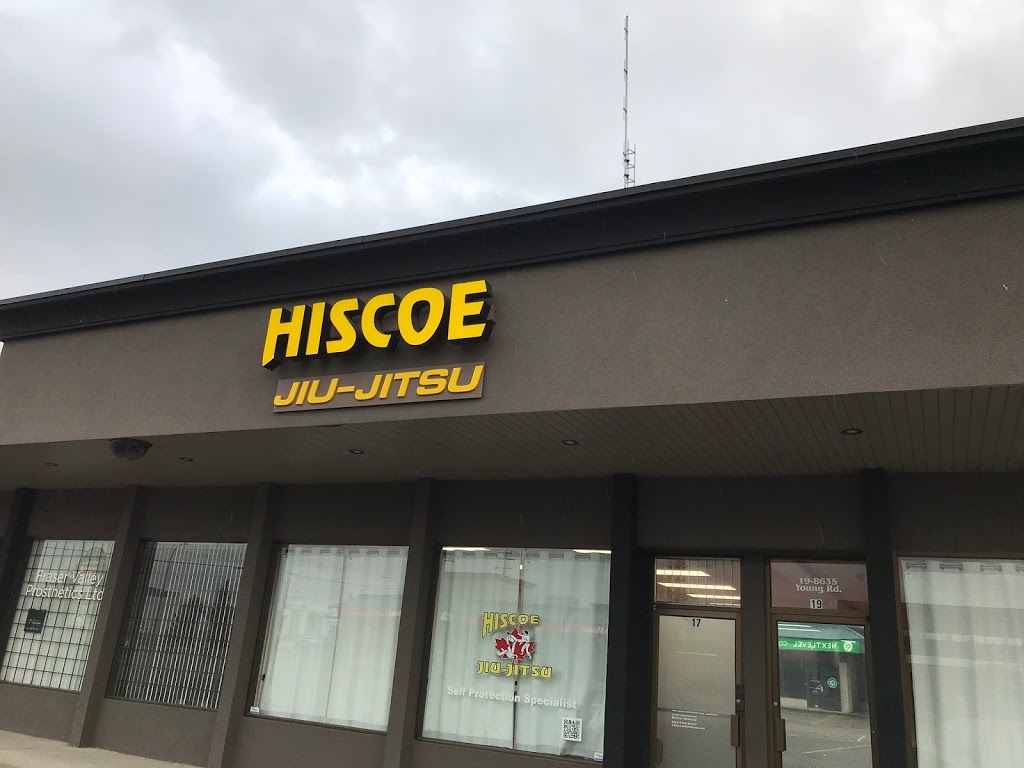 HISCOE
JIU-JITSU
Fraser Valley
Prosthetics Ltd
HISCOE
JIU-JITSU
Self Protection Specialist
17
19-8635
Young Rd.
19
NEXTLEVEL